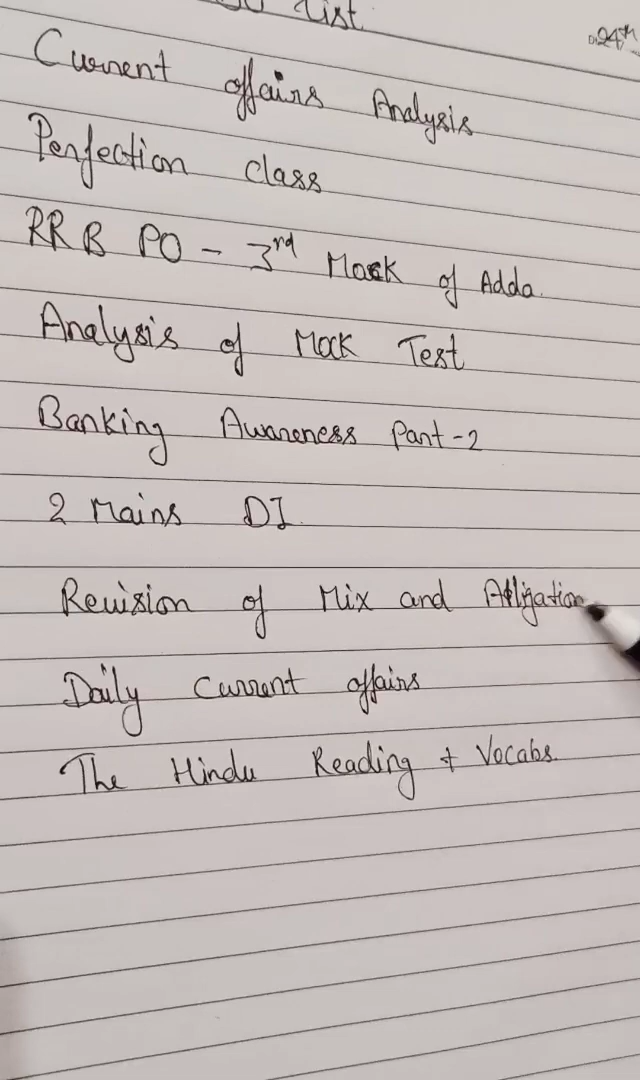 List
24th
Current affairs Analysis
Perfection class
RRB PO - 3rd Mock of Adda.
Analysis of Mock Test
Banking Awareness Part-2
2 Mains DI
Revision of Mix and Alligation
Daily Current affairs
The Hindu Reading + Vocabs.